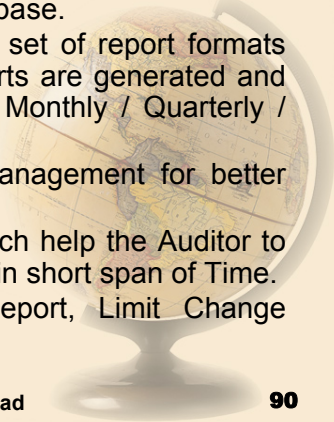 base.
set of report formats
rts are generated and
Monthly / Quarterly /
anagement for better
ch help the Auditor to
in short span of Time.
eport, Limit Change
ad 90